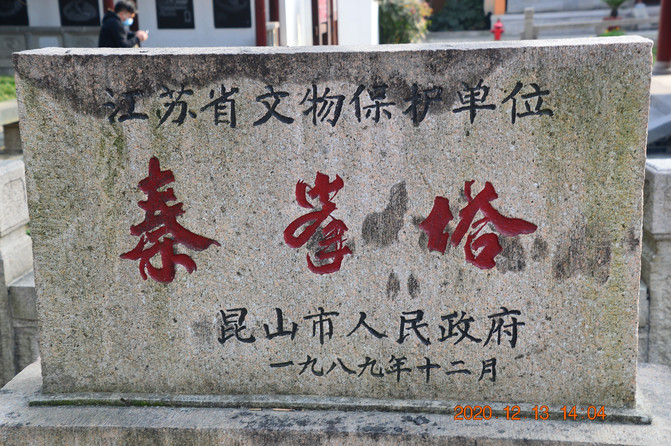 江苏省文物保护单位
秦峯塔
昆山市人民政府
一九八九年十二月
2020 12 13 14:04